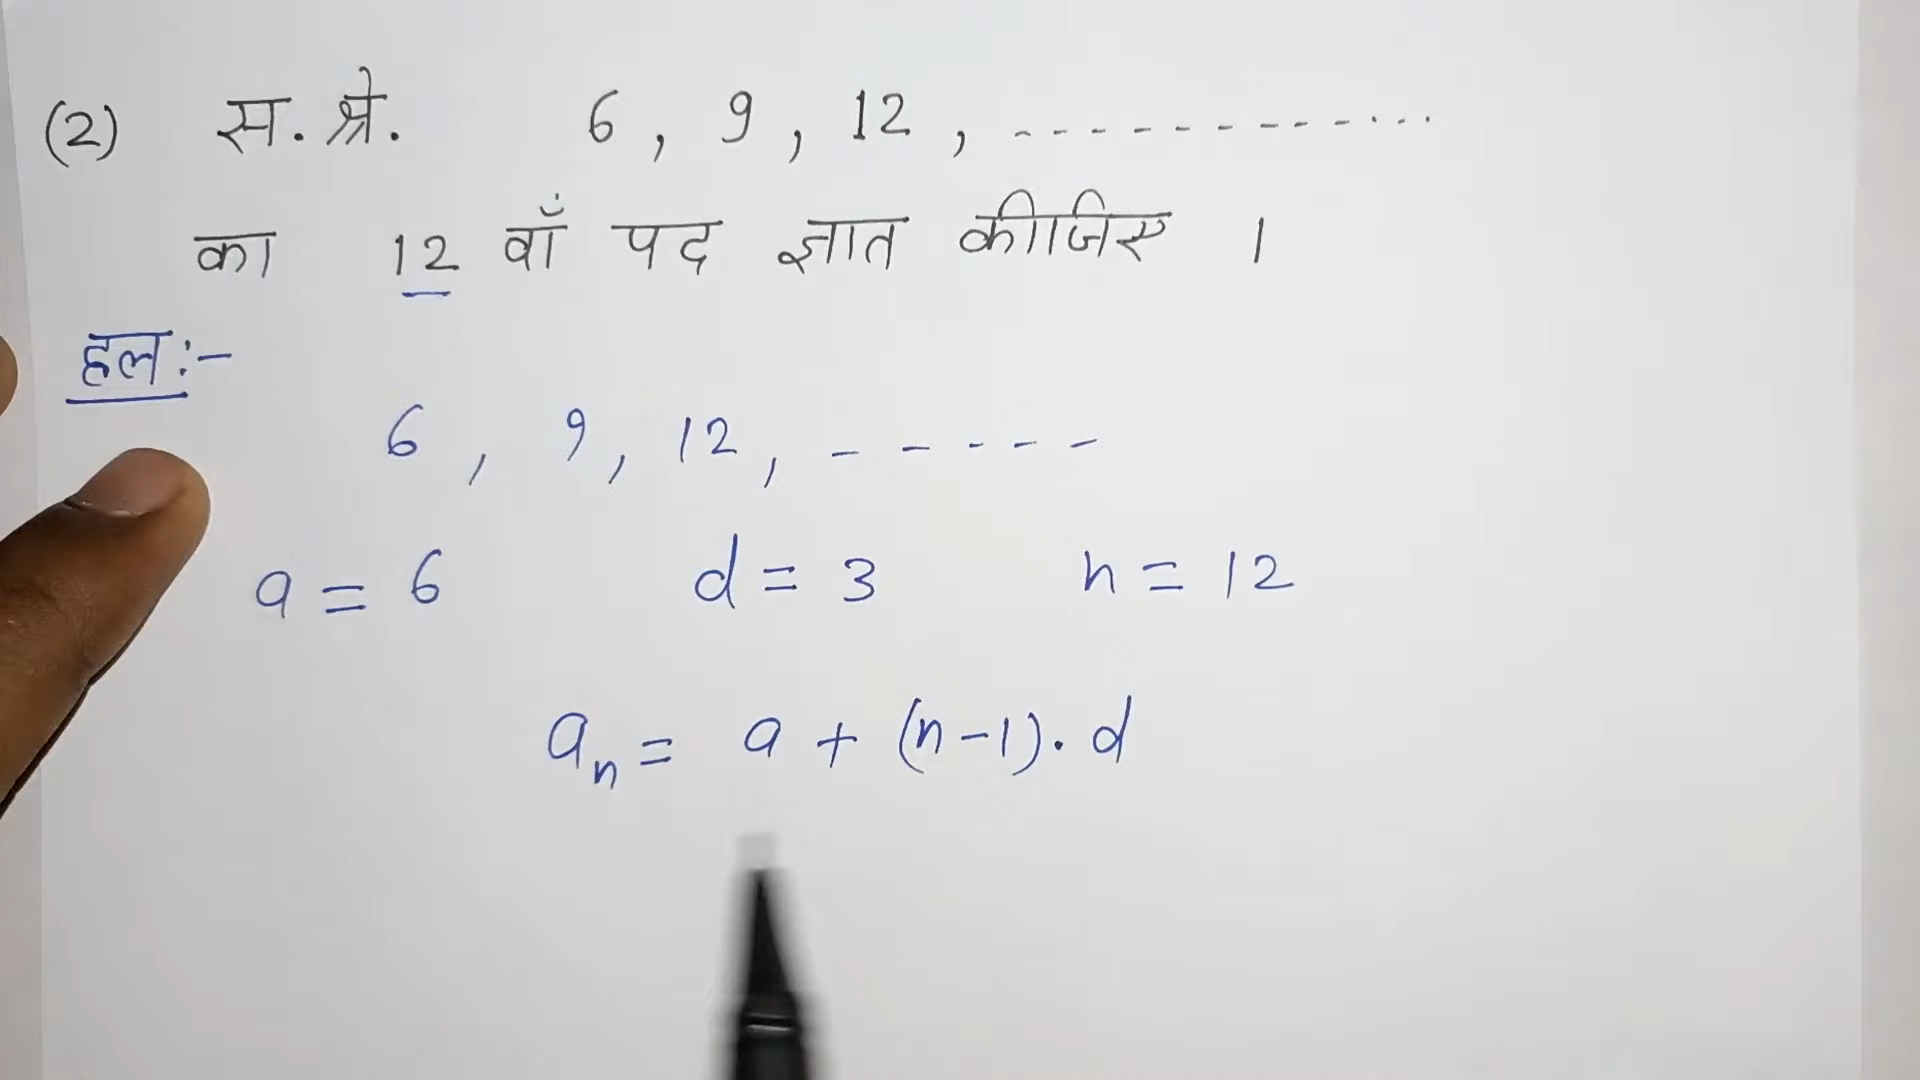 (2) स. श्रे. 6 , 9 , 12 , ..............
का 12 वाँ पद ज्ञात कीजिए ।
हल :-
6 , 9 , 12 , - - - - -
a = 6 d = 3 n = 12
aₙ = a + (n-1). d